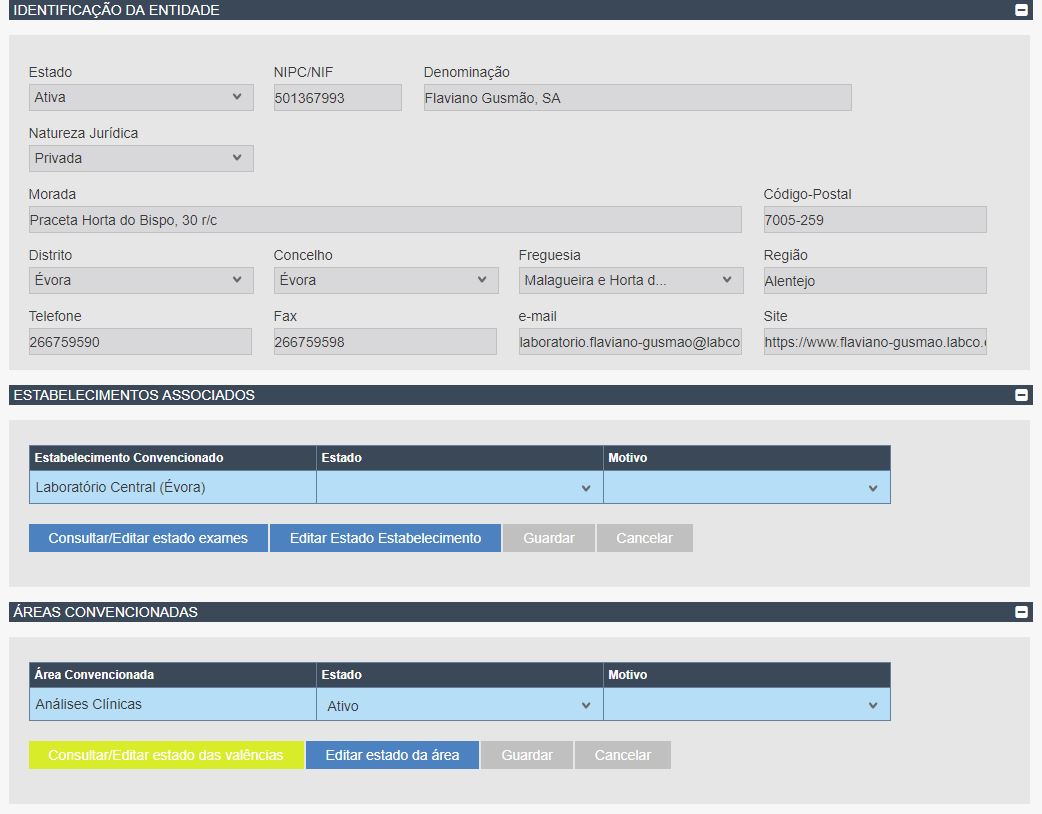 IDENTIFICAÇÃO DA ENTIDADE
Estado NIPC/NIF Denominação
Ativa 501367993 Flaviano Gusmão, SA
Natureza Jurídica
Privada
Morada Código-Postal
Praceta Horta do Bispo, 30 r/c 7005-259
Distrito Concelho Freguesia Região
Évora Évora Malagueira e Horta d... Alentejo
Telefone Fax e-mail Site
266759590 266759598 laboratorio.flaviano-gusmao@labco https://www.flaviano-gusmao.labco.
ESTABELECIMENTOS ASSOCIADOS
Estabelecimento Convencionado Estado Motivo
Laboratório Central (Évora)
Consultar/Editar estado exames Editar Estado Estabelecimento Guardar Cancelar
ÁREAS CONVENCIONADAS
Área Convencionada Estado Motivo
Análises Clínicas Ativo
Consultar/Editar estado das valências Editar estado da área Guardar Cancelar